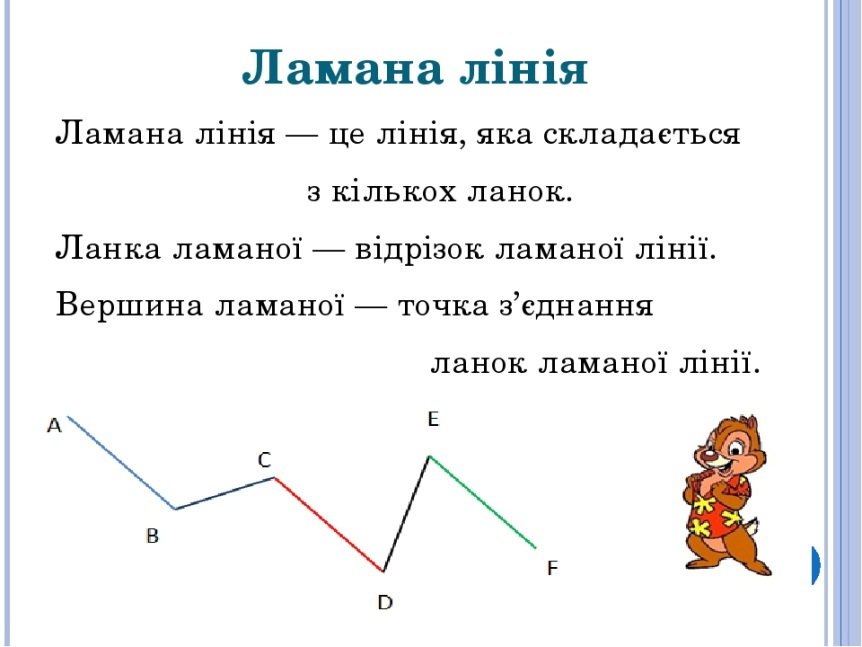 Ламана лінія
Ламана лінія — це лінія, яка складається
з кількох ланок.
Ланка ламаної — відрізок ламаної лінії.
Вершина ламаної — точка з’єднання
ланок ламаної лінії.
E
A
C
B
F
D